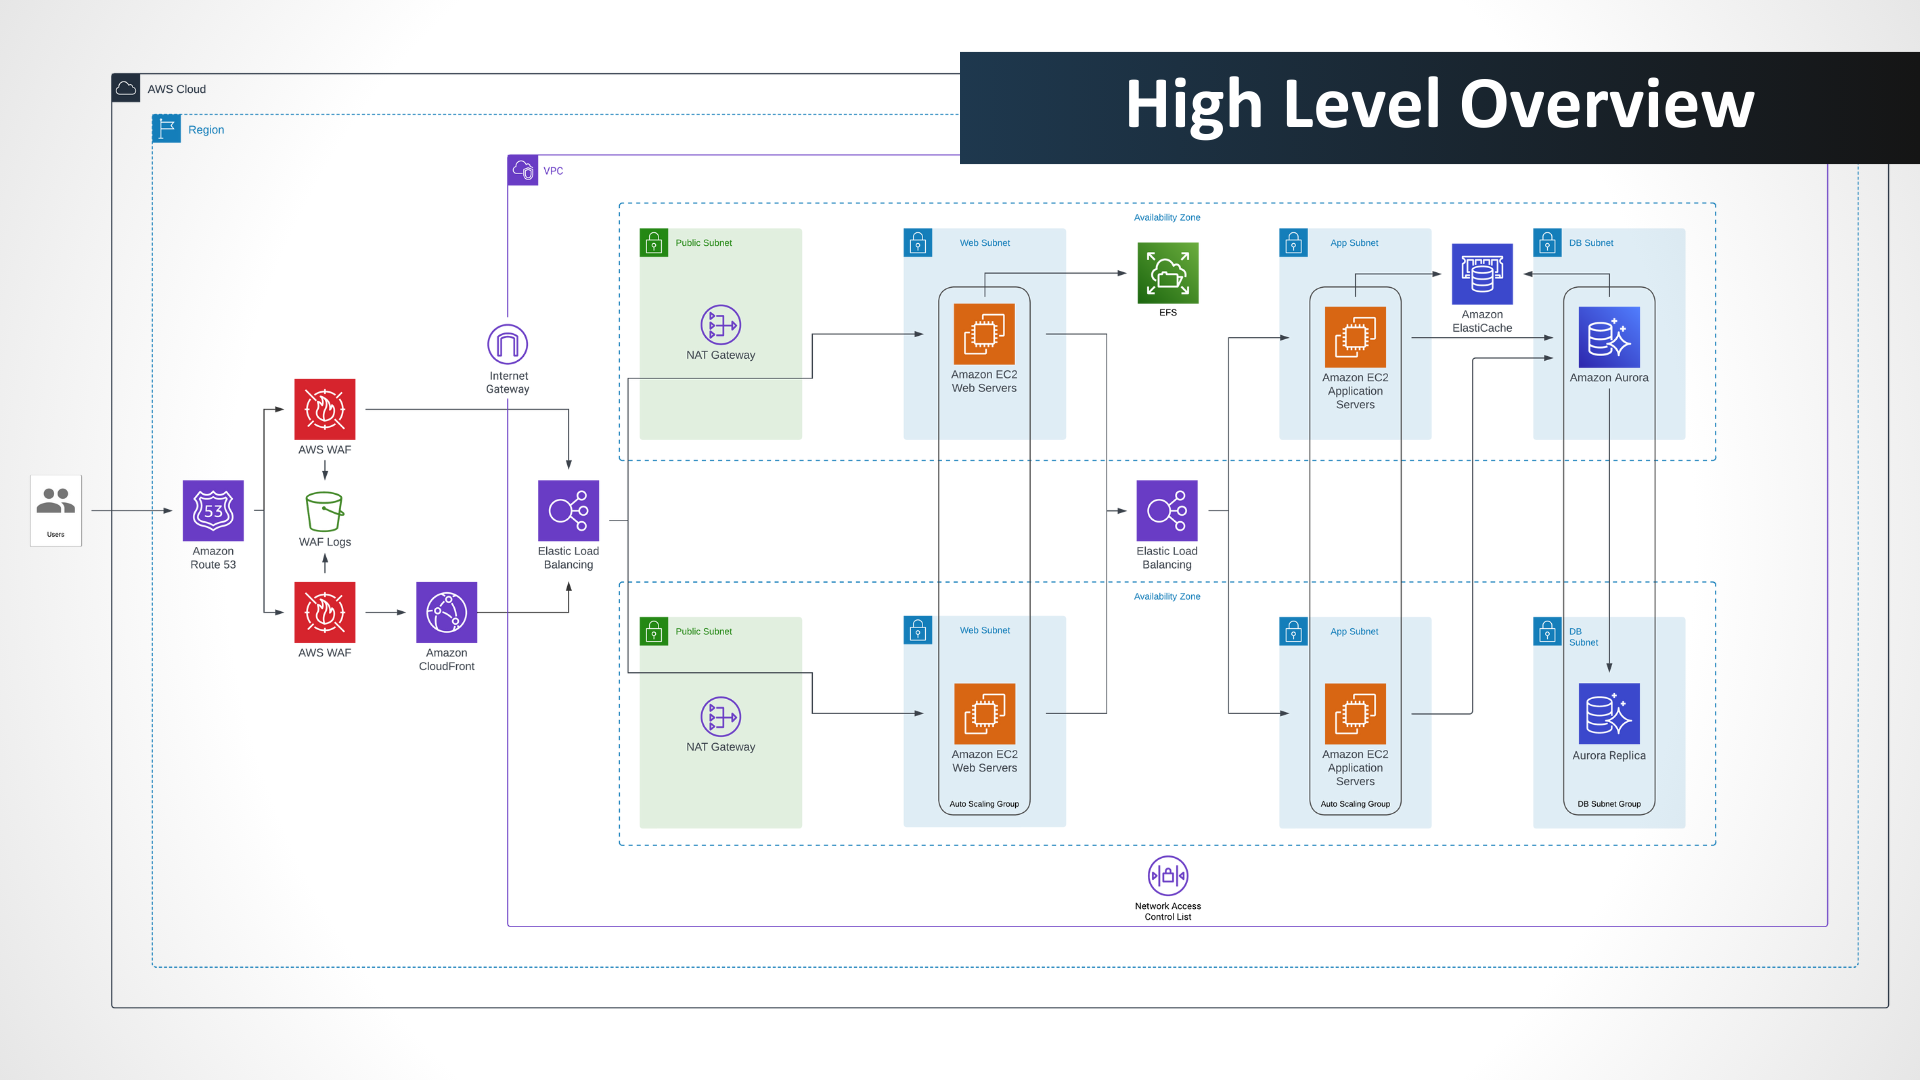 High Level Overview
AWS Cloud
Region
VPC
Availability Zone
Public Subnet
Web Subnet
App Subnet
DB Subnet
EFS
Amazon
ElastiCache
NAT Gateway
Amazon EC2
Web Servers
Amazon EC2
Application
Servers
Amazon Aurora
Internet
Gateway
AWS WAF
Users
53
Amazon
Route 53
WAF Logs
Elastic Load
Balancing
Elastic Load
Balancing
AWS WAF
Amazon
CloudFront
Availability Zone
Public Subnet
Web Subnet
App Subnet
DB
Subnet
NAT Gateway
Amazon EC2
Web Servers
Auto Scaling Group
Amazon EC2
Application
Servers
Auto Scaling Group
Aurora Replica
DB Subnet Group
Network Access
Control List